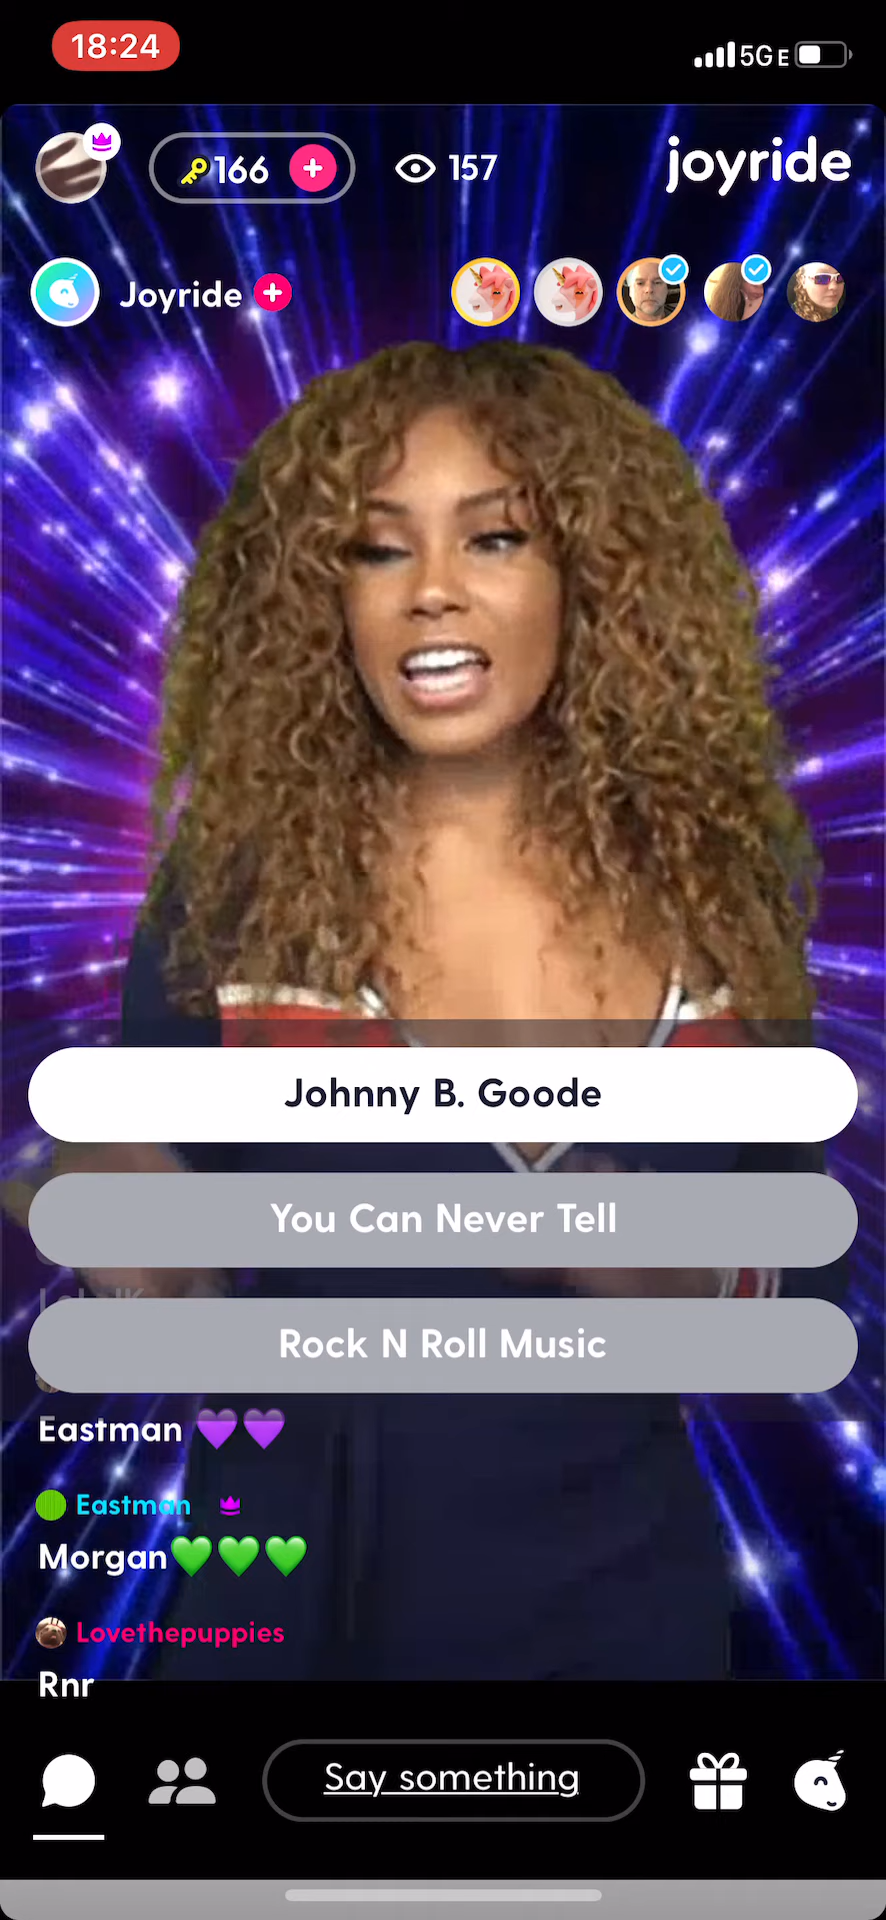 18:24
5G E
166
157
joyride
Joyride
Johnny B. Goode
You Can Never Tell
Rock N Roll Music
Eastman 💜💜
Eastman
Morgan💚💚💚
Lovethepuppies
Rnr
Say something